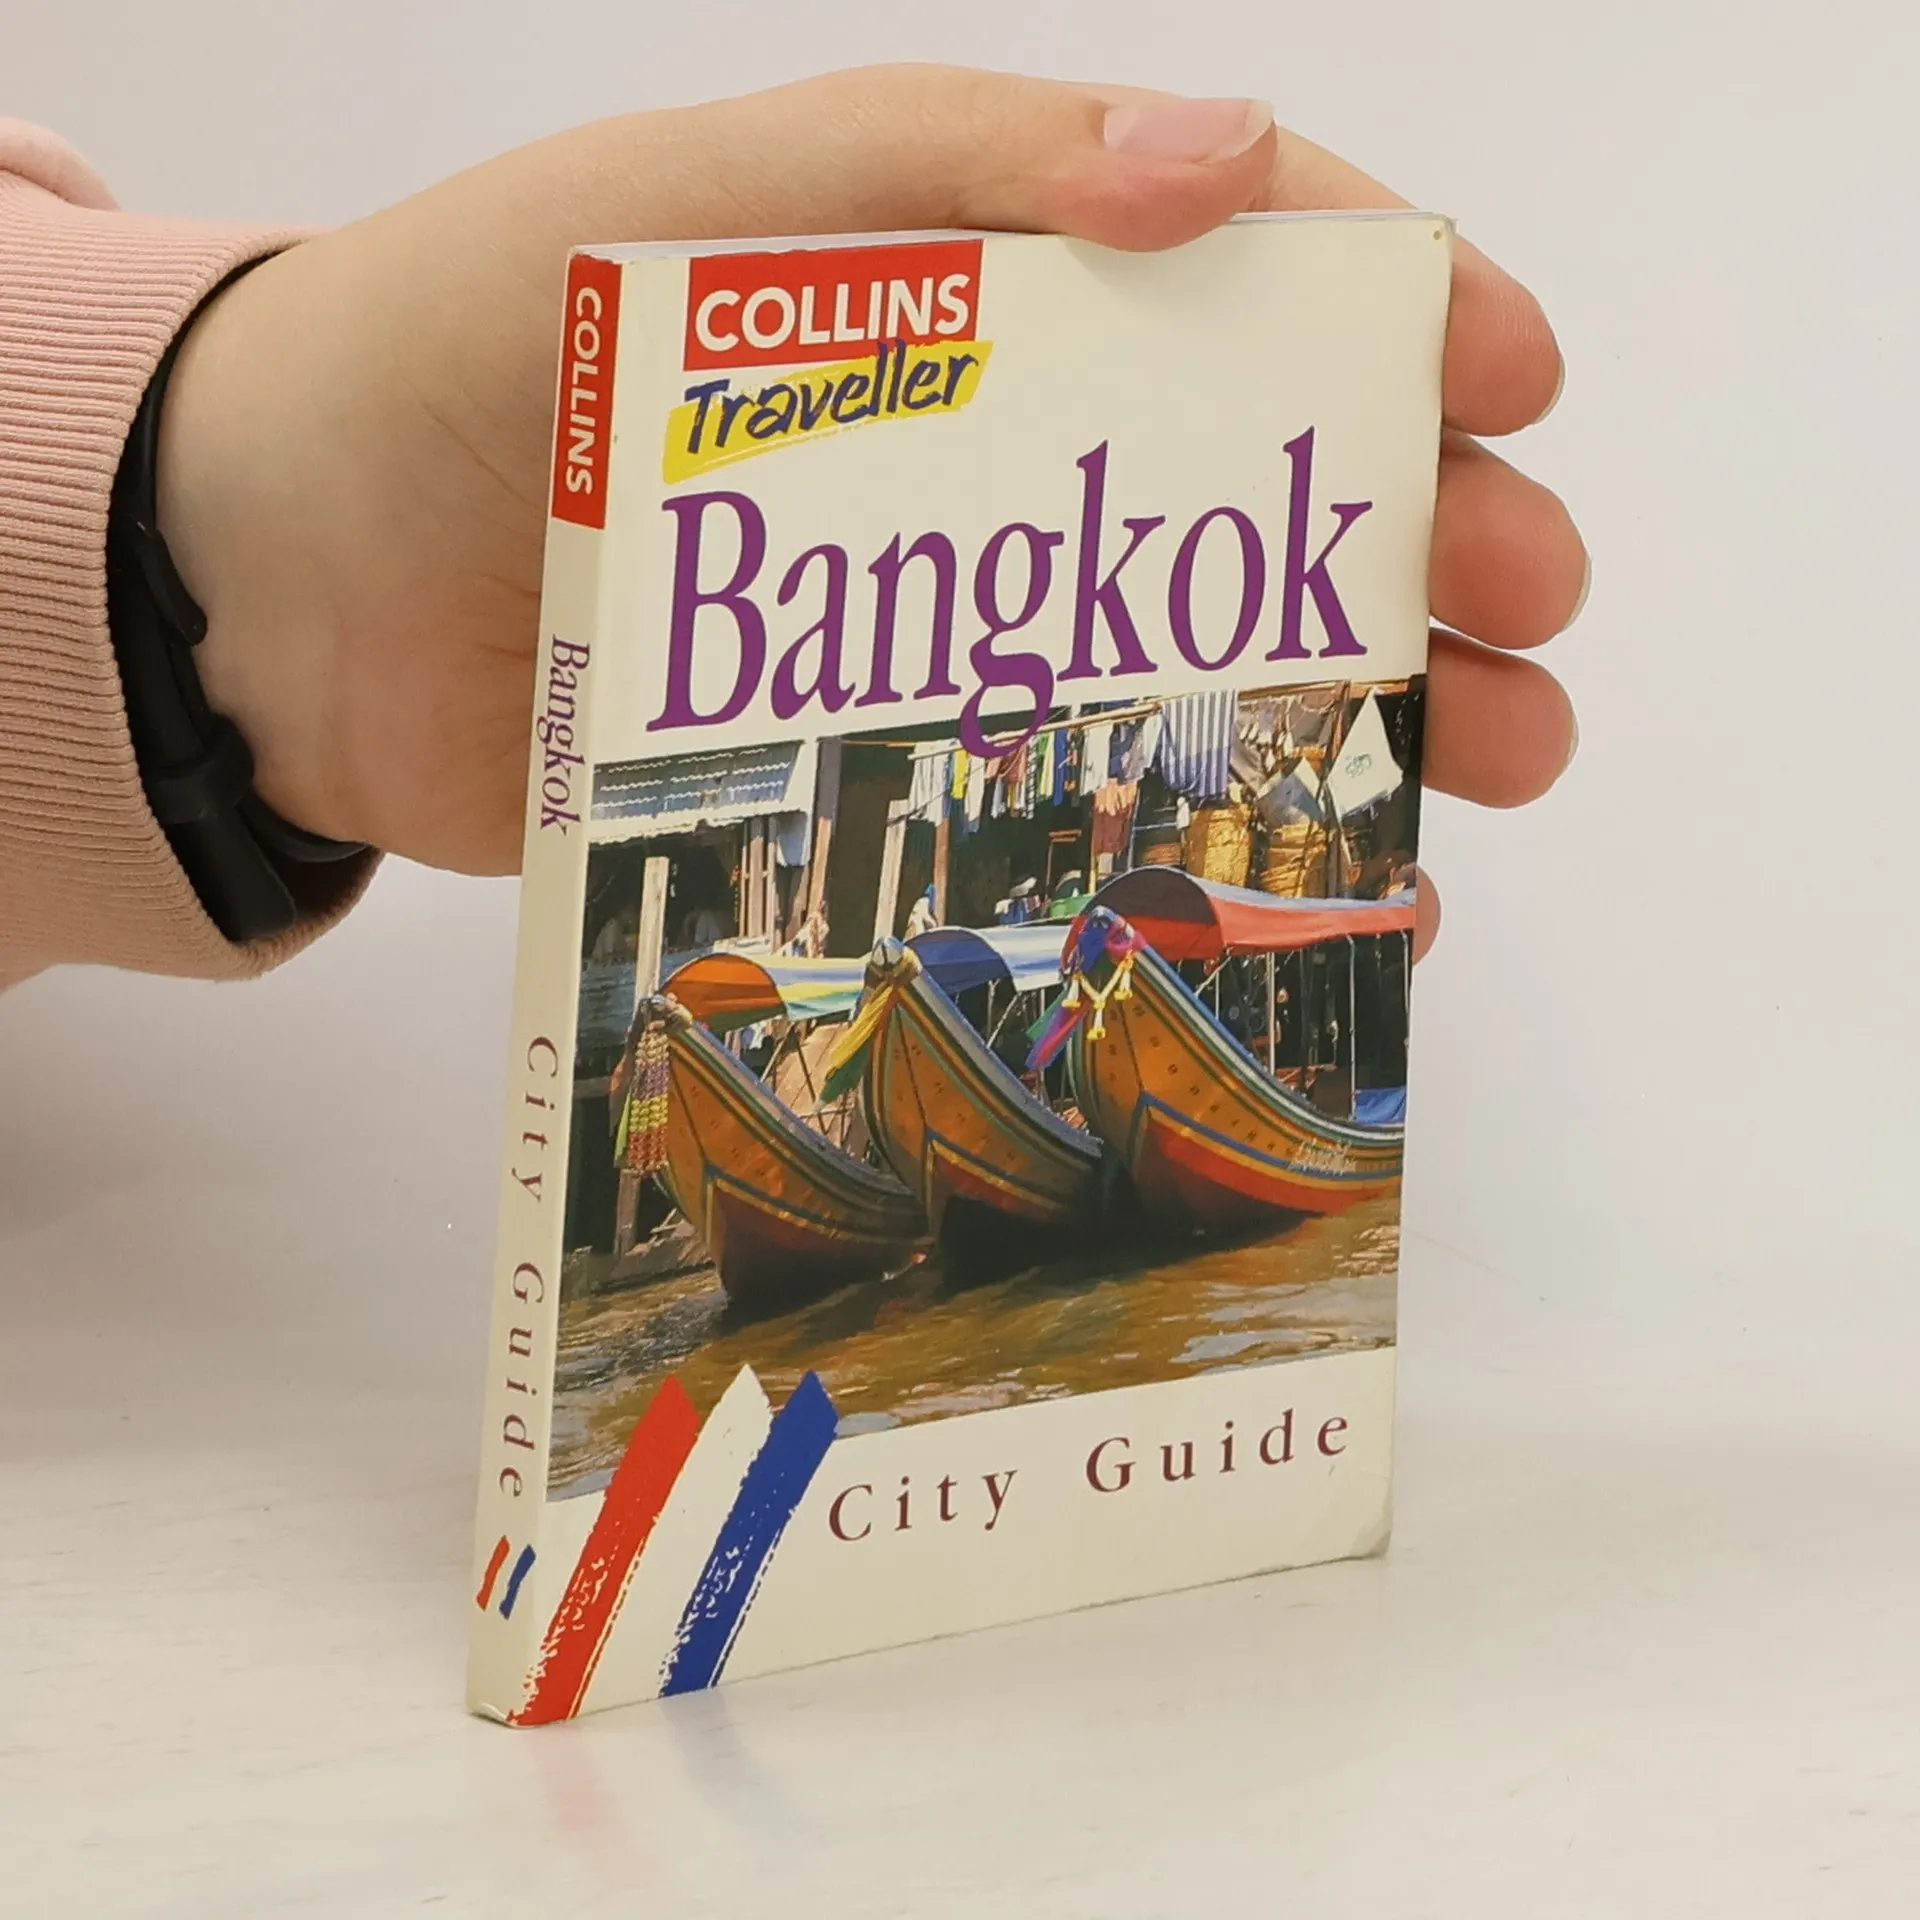 COLLINS
Traveller
Bangkok
City Guide
COLLINS
Bangkok
City Guide